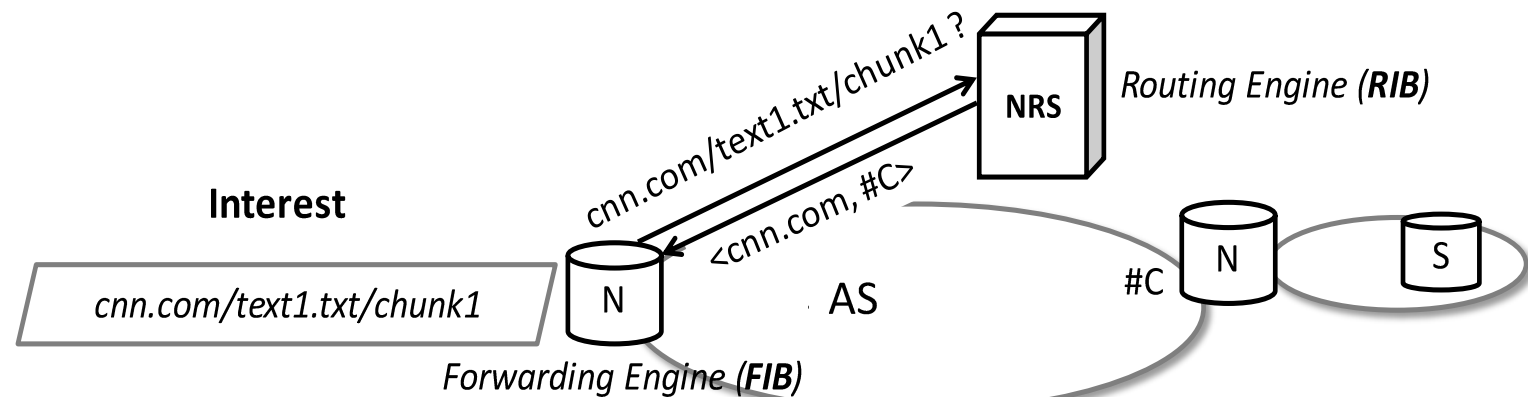 cnn.com/text1.txt/chunk1 ?
NRS
Routing Engine (RIB)
<cnn.com, #C>
Interest
cnn.com/text1.txt/chunk1
N
AS
#C
N
S
Forwarding Engine (FIB)